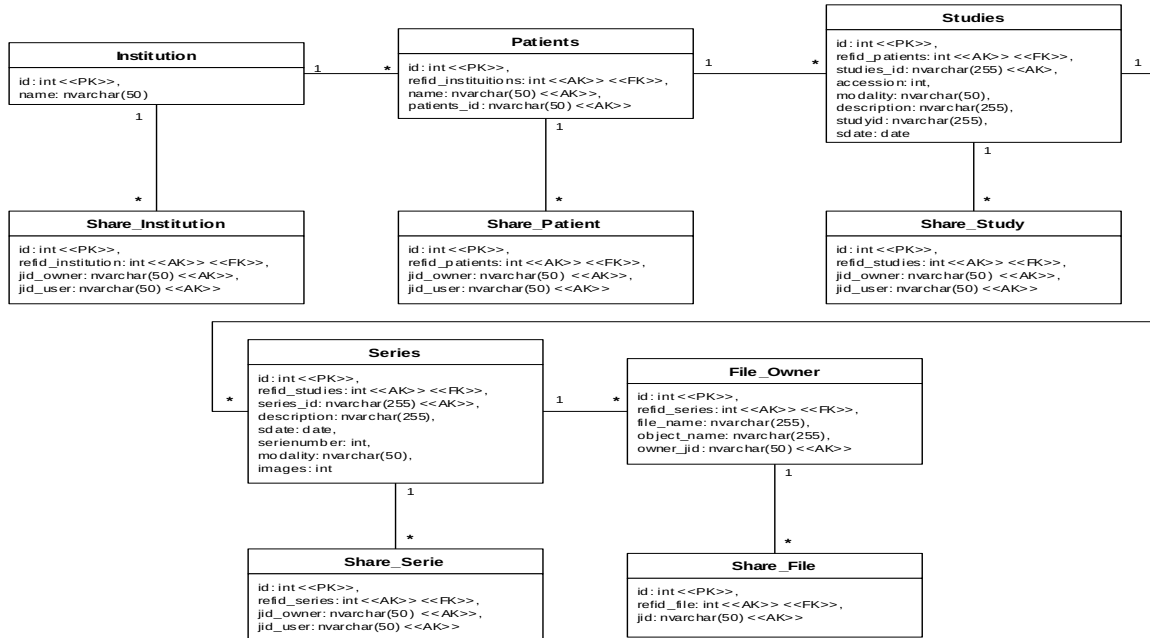 Institution
id: int <<PK>>,
name: nvarchar(50)
1
*
Patients
id: int <<PK>>,
refid_instituitions: int <<AK>> <<FK>>,
name: nvarchar(50) <<AK>>,
patients_id: nvarchar(50) <<AK>>
1
*
Studies
id: int <<PK>>,
refid_patients: int <<AK>> <<FK>>,
studies_id: nvarchar(255) <<AK>,
accession: int,
modality: nvarchar(50),
description: nvarchar(255),
studyid: nvarchar(255),
sdate: date
1
1
*
Share_Institution
id: int <<PK>>,
refid_institution: int <<AK>> <<FK>>,
jid_owner: nvarchar(50) <<AK>>,
jid_user: nvarchar(50) <<AK>>
1
*
Share_Patient
id: int <<PK>>,
refid_patients: int <<AK>> <<FK>>,
jid_owner: nvarchar(50) <<AK>>,
jid_user: nvarchar(50) <<AK>>
1
*
Share_Study
id: int <<PK>>,
refid_studies: int <<AK>> <<FK>>,
jid_owner: nvarchar(50) <<AK>>,
jid_user: nvarchar(50) <<AK>>
*
Series
id: int <<PK>>,
refid_studies: int <<AK>> <<FK>>,
series_id: nvarchar(255) <<AK>>,
description: nvarchar(255),
sdate: date,
serienumber: int,
modality: nvarchar(50),
images: int
1
*
File_Owner
id: int <<PK>>,
refid_series: int <<AK>> <<FK>>,
file_name: nvarchar(255),
object_name: nvarchar(255),
owner_jid: nvarchar(50) <<AK>>
1
*
Share_Serie
id: int <<PK>>,
refid_series: int <<AK>> <<FK>>,
jid_owner: nvarchar(50) <<AK>>,
jid_user: nvarchar(50) <<AK>>
1
*
Share_File
id: int <<PK>>,
refid_file: int <<AK>> <<FK>>,
jid: nvarchar(50) <<AK>>